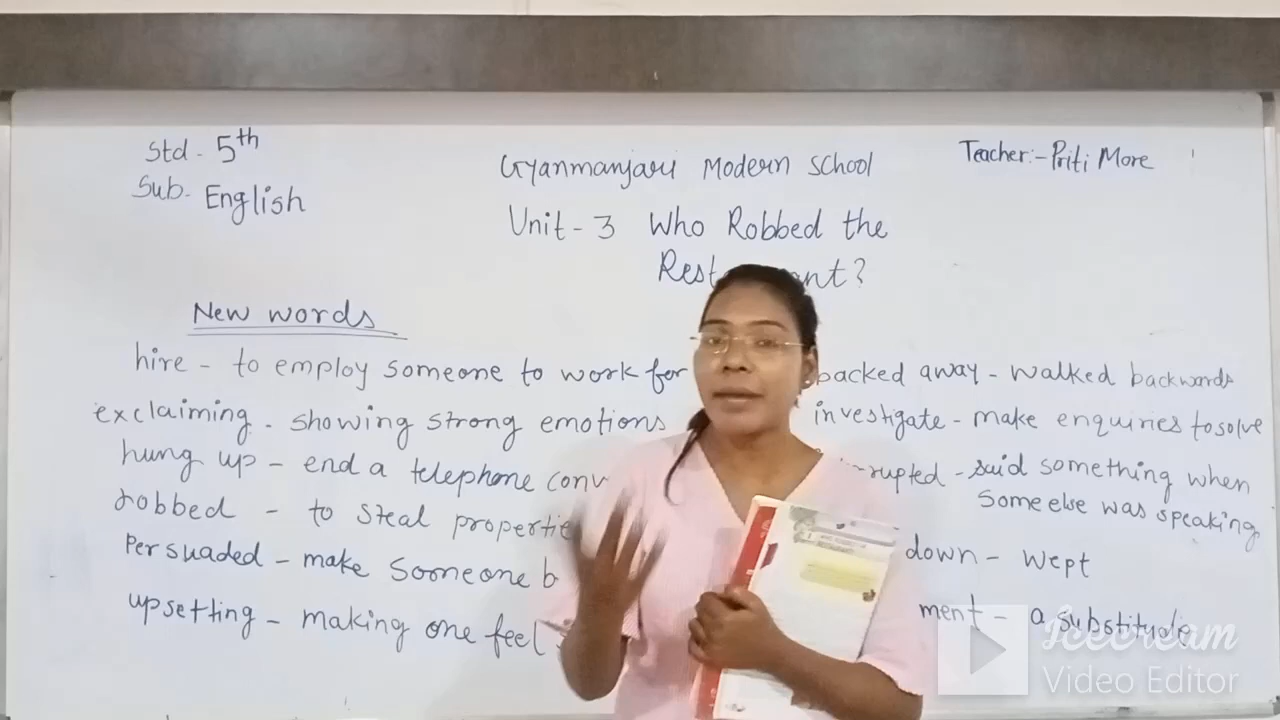 Std - 5th
Sub. English
Gyanmanjari Modern School
Teacher:- Priti More
Unit - 3 Who Robbed the
?
New words
hire - to employ someone to work for
exclaiming - showing strong emotions
hung up - end a telephone
robbed - to steal
Persuaded - make someone
upsetting - making one feel
backed away - walked backwards
investigate - make enquiries to solve
- said something when
some else was speaking
down - wept
- a substitude
Icecream
Video Editor